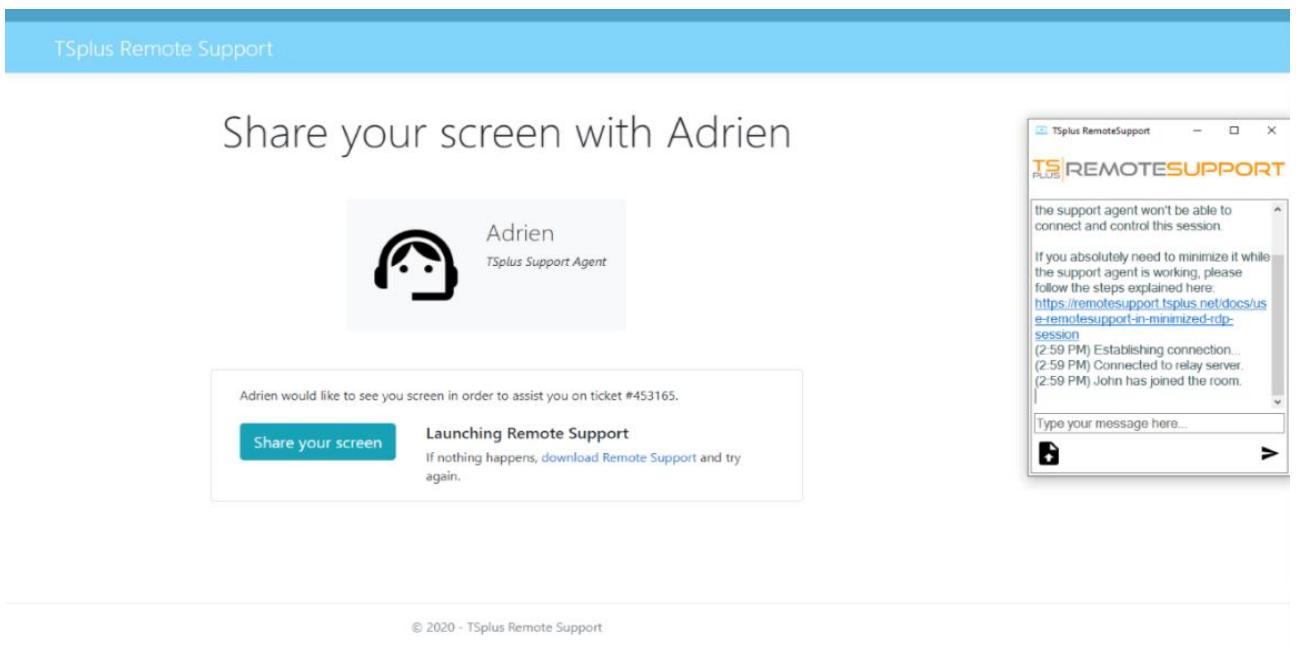 TSplus Remote Support
Share your screen with Adrien
Adrien
TSplus Support Agent
Adrien would like to see you screen in order to assist you on ticket #453165.
Share your screen
Launching Remote Support
If nothing happens, download Remote Support and try
again.
© 2020 - TSplus Remote Support
TSplus RemoteSupport
TS PLUS REMOTESUPPORT
the support agent won't be able to
connect and control this session.
If you absolutely need to minimize it while
the support agent is working, please
follow the steps explained here:
https://remotesupport.tsplus.net/docs/us
e-remotesupport-in-minimized-rdp-
session
(2:59 PM) Establishing connection...
(2:59 PM) Connected to relay server.
(2:59 PM) John has joined the room.
Type your message here...